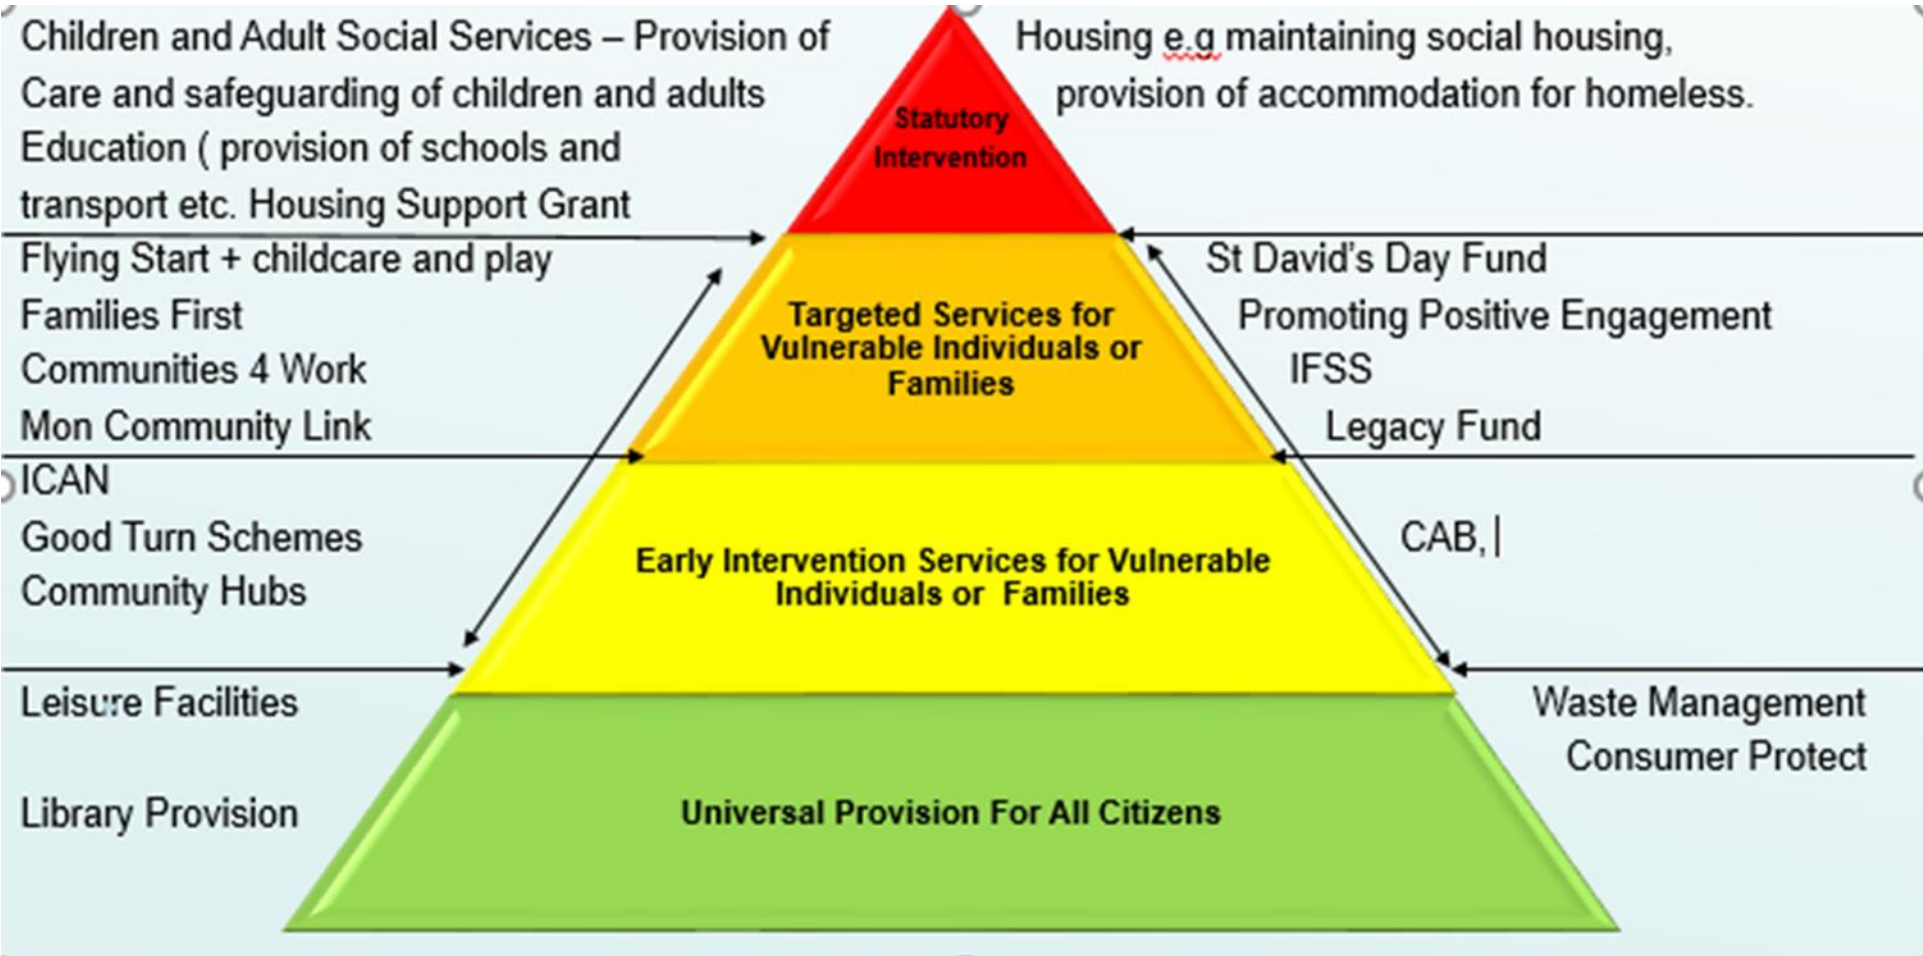 Children and Adult Social Services – Provision of
Care and safeguarding of children and adults
Education ( provision of schools and
transport etc. Housing Support Grant
Housing e.g maintaining social housing,
provision of accommodation for homeless.
Statutory
Intervention
Flying Start + childcare and play
Families First
Communities 4 Work
Mon Community Link
Targeted Services for
Vulnerable Individuals or
Families
St David's Day Fund
Promoting Positive Engagement
IFSS
Legacy Fund
ICAN
Good Turn Schemes
Community Hubs
Early Intervention Services for Vulnerable
Individuals or Families
CAB,
Leisure Facilities
Library Provision
Universal Provision For All Citizens
Waste Management
Consumer Protect